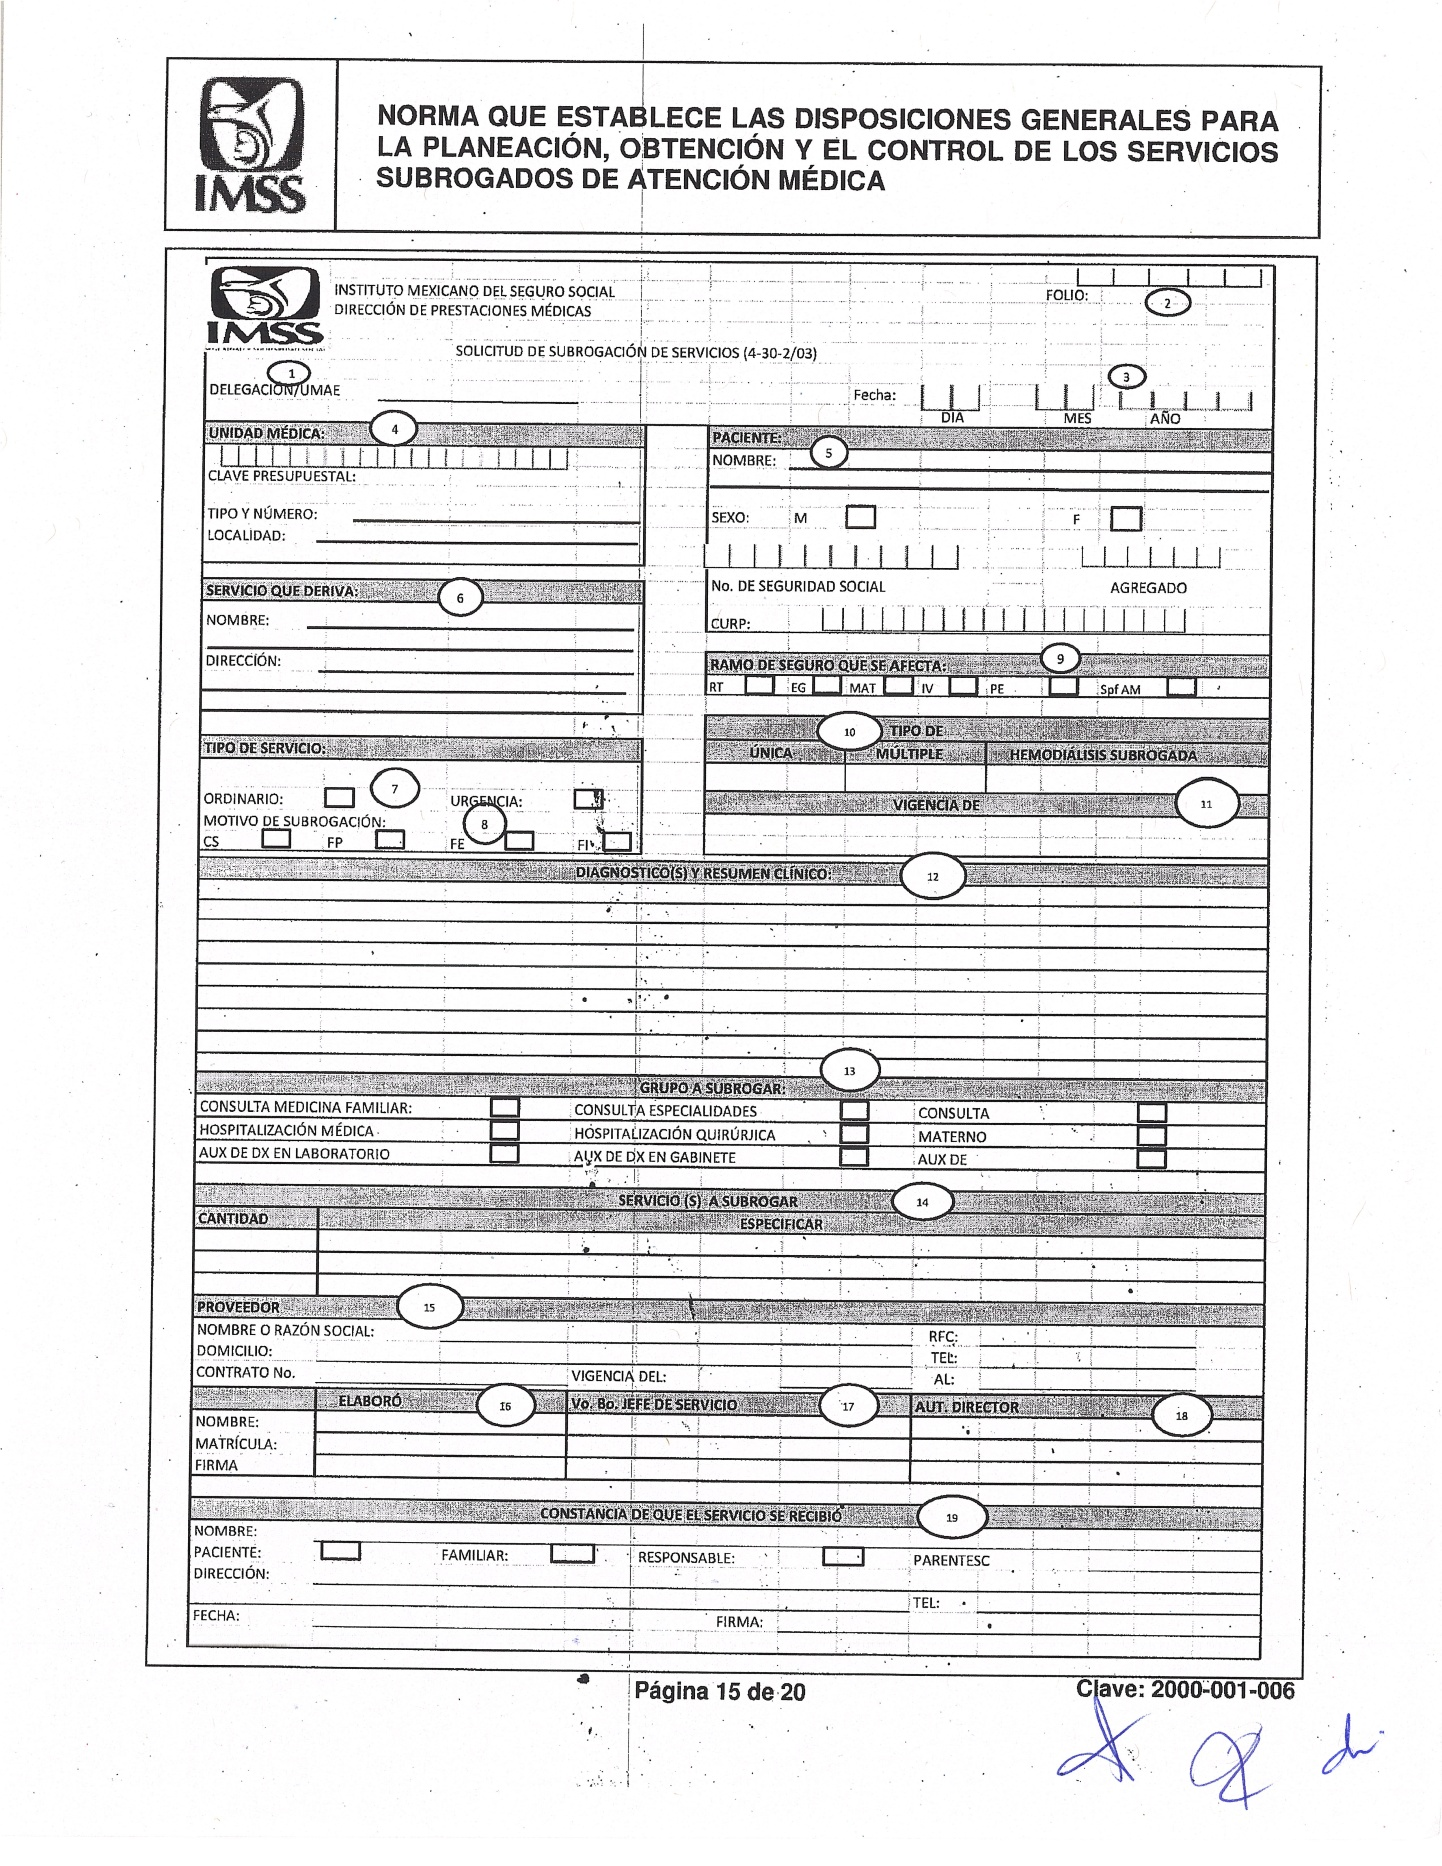 IMSS
NORMA QUE ESTABLECE LAS DISPOSICIONES GENERALES PARA
LA PLANEACIÓN, OBTENCIÓN Y EL CONTROL DE LOS SERVICIOS
SUBROGADOS DE ATENCIÓN MÉDICA
IMSS
INSTITUTO MEXICANO DEL SEGURO SOCIAL
DIRECCIÓN DE PRESTACIONES MÉDICAS
FOLIO: 2
SOLICITUD DE SUBROGACIÓN DE SERVICIOS (4-30-2/03)
1
DELEGACIÓN/UMAE
3
Fecha:
DIA MES AÑO
UNIDAD MÉDICA: 4
CLAVE PRESUPUESTAL:
TIPO Y NÚMERO:
LOCALIDAD:
PACIENTE:
NOMBRE: 5
SEXO: M F
No. DE SEGURIDAD SOCIAL AGREGADO
CURP:
SERVICIO QUE DERIVA: 6
NOMBRE:
DIRECCIÓN:
RAMO DE SEGURO QUE SE AFECTA: 9
RT EG MAT IV PE Spf AM
10 TIPO DE
ÚNICA MÚLTIPLE HEMODIÁLISIS SUBROGADA
VIGENCIA DE 11
TIPO DE SERVICIO:
ORDINARIO: 7 URGENCIA:
MOTIVO DE SUBROGACIÓN: 8
CS FP FE FI
DIAGNOSTICO(S) Y RESUMEN CLÍNICO: 12
GRUPO A SUBROGAR: 13
CONSULTA MEDICINA FAMILIAR: CONSULTA ESPECIALIDADES CONSULTA
HOSPITALIZACIÓN MÉDICA HOSPITALIZACIÓN QUIRÚRJICA MATERNO
AUX DE DX EN LABORATORIO AUX DE DX EN GABINETE AUX DE
SERVICIO (S) A SUBROGAR 14
CANTIDAD ESPECIFICAR
PROVEEDOR 15
NOMBRE O RAZÓN SOCIAL: RFC:
DOMICILIO: TEL:
CONTRATO No. VIGENCIA DEL: AL:
ELABORÓ 16 Vo. Bo. JEFE DE SERVICIO 17 AUT. DIRECTOR 18
NOMBRE:
MATRÍCULA:
FIRMA
CONSTANCIA DE QUE EL SERVICIO SE RECIBIÓ 19
NOMBRE:
PACIENTE: FAMILIAR: RESPONSABLE: PARENTESC
DIRECCIÓN:
TEL:
FECHA: FIRMA:
Página 15 de 20 Clave: 2000-001-006